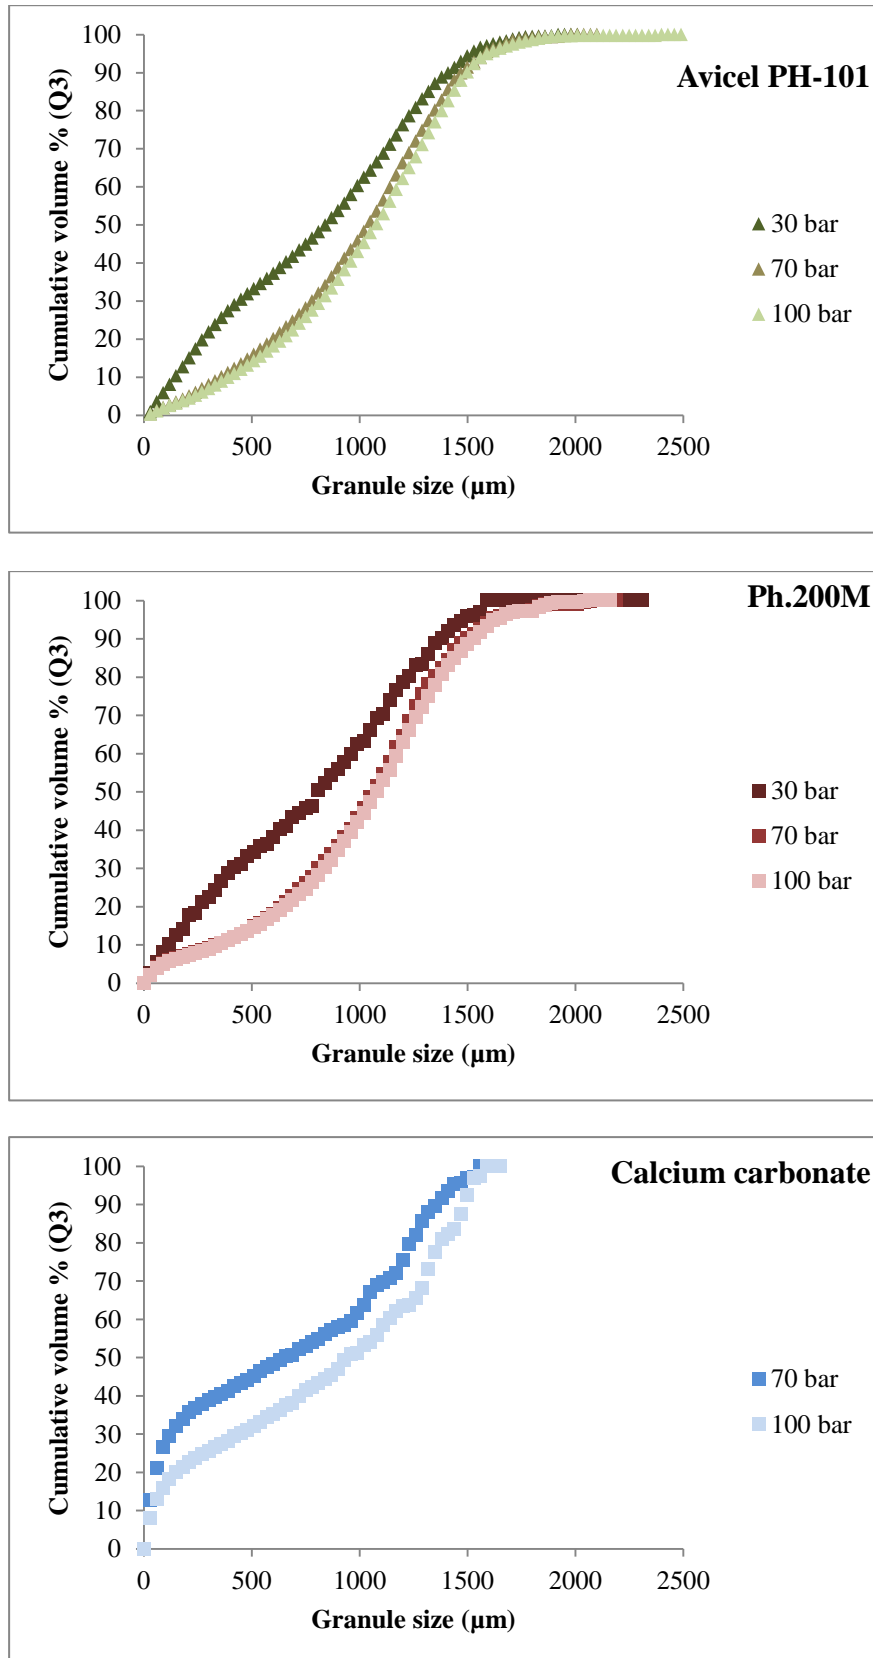 Avicel PH-101
Cumulative volume % (Q3)
100
90
80
70
60
50
40
30
20
10
0
0 500 1000 1500 2000 2500
Granule size (µm)
30 bar
70 bar
100 bar
Ph.200M
Cumulative volume % (Q3)
100
90
80
70
60
50
40
30
20
10
0
0 500 1000 1500 2000 2500
Granule size (µm)
30 bar
70 bar
100 bar
Calcium carbonate
Cumulative volume % (Q3)
100
90
80
70
60
50
40
30
20
10
0
0 500 1000 1500 2000 2500
Granule size (µm)
70 bar
100 bar